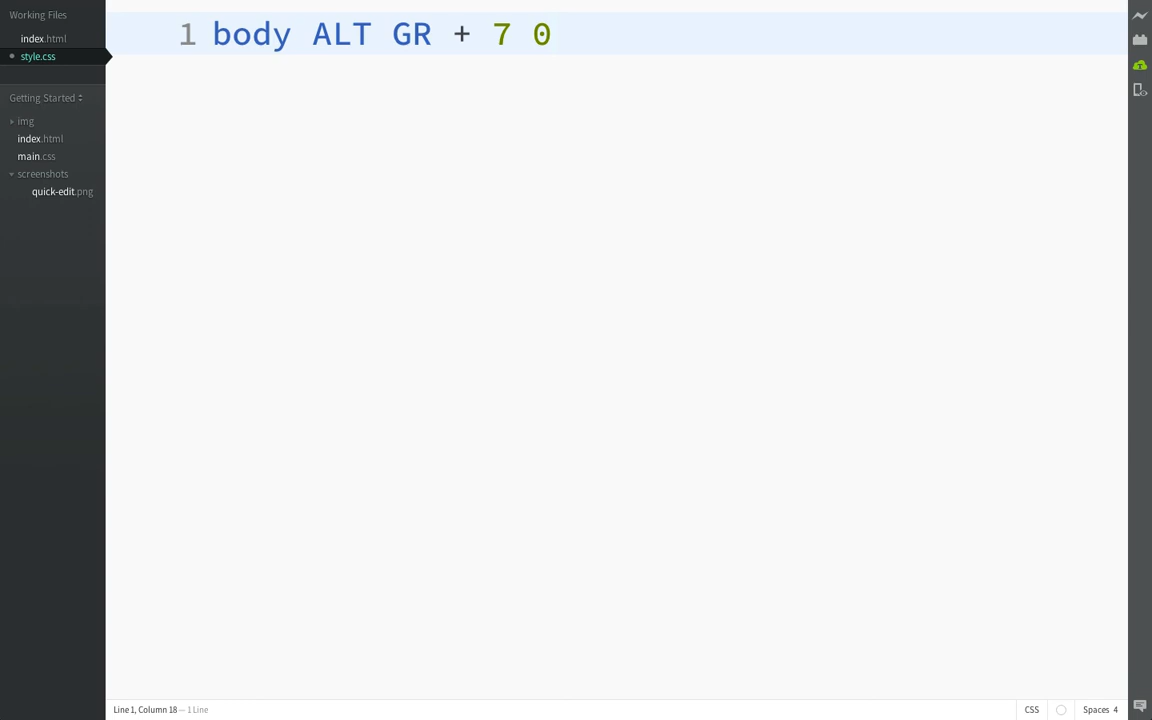 Working Files
index.html
style.css
Getting Started
img
index.html
main.css
screenshots
quick-edit.png
1 body ALT GR + 7 0
Line 1, Column 18 — 1 Line
CSS
Spaces 4